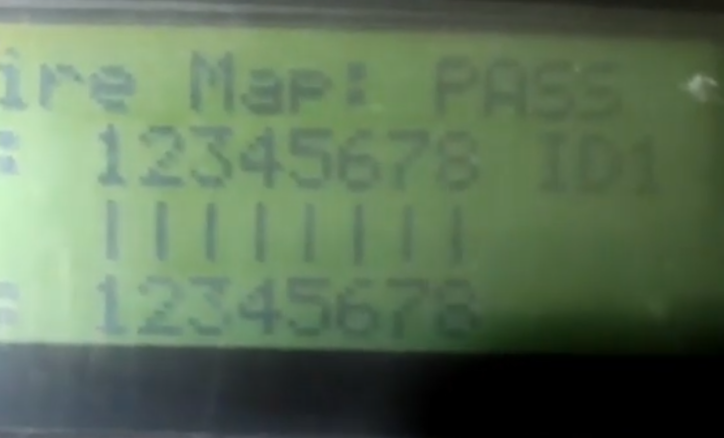 ire Map: PASS
: 12345678 ID1
| | | | | | | |
12345678